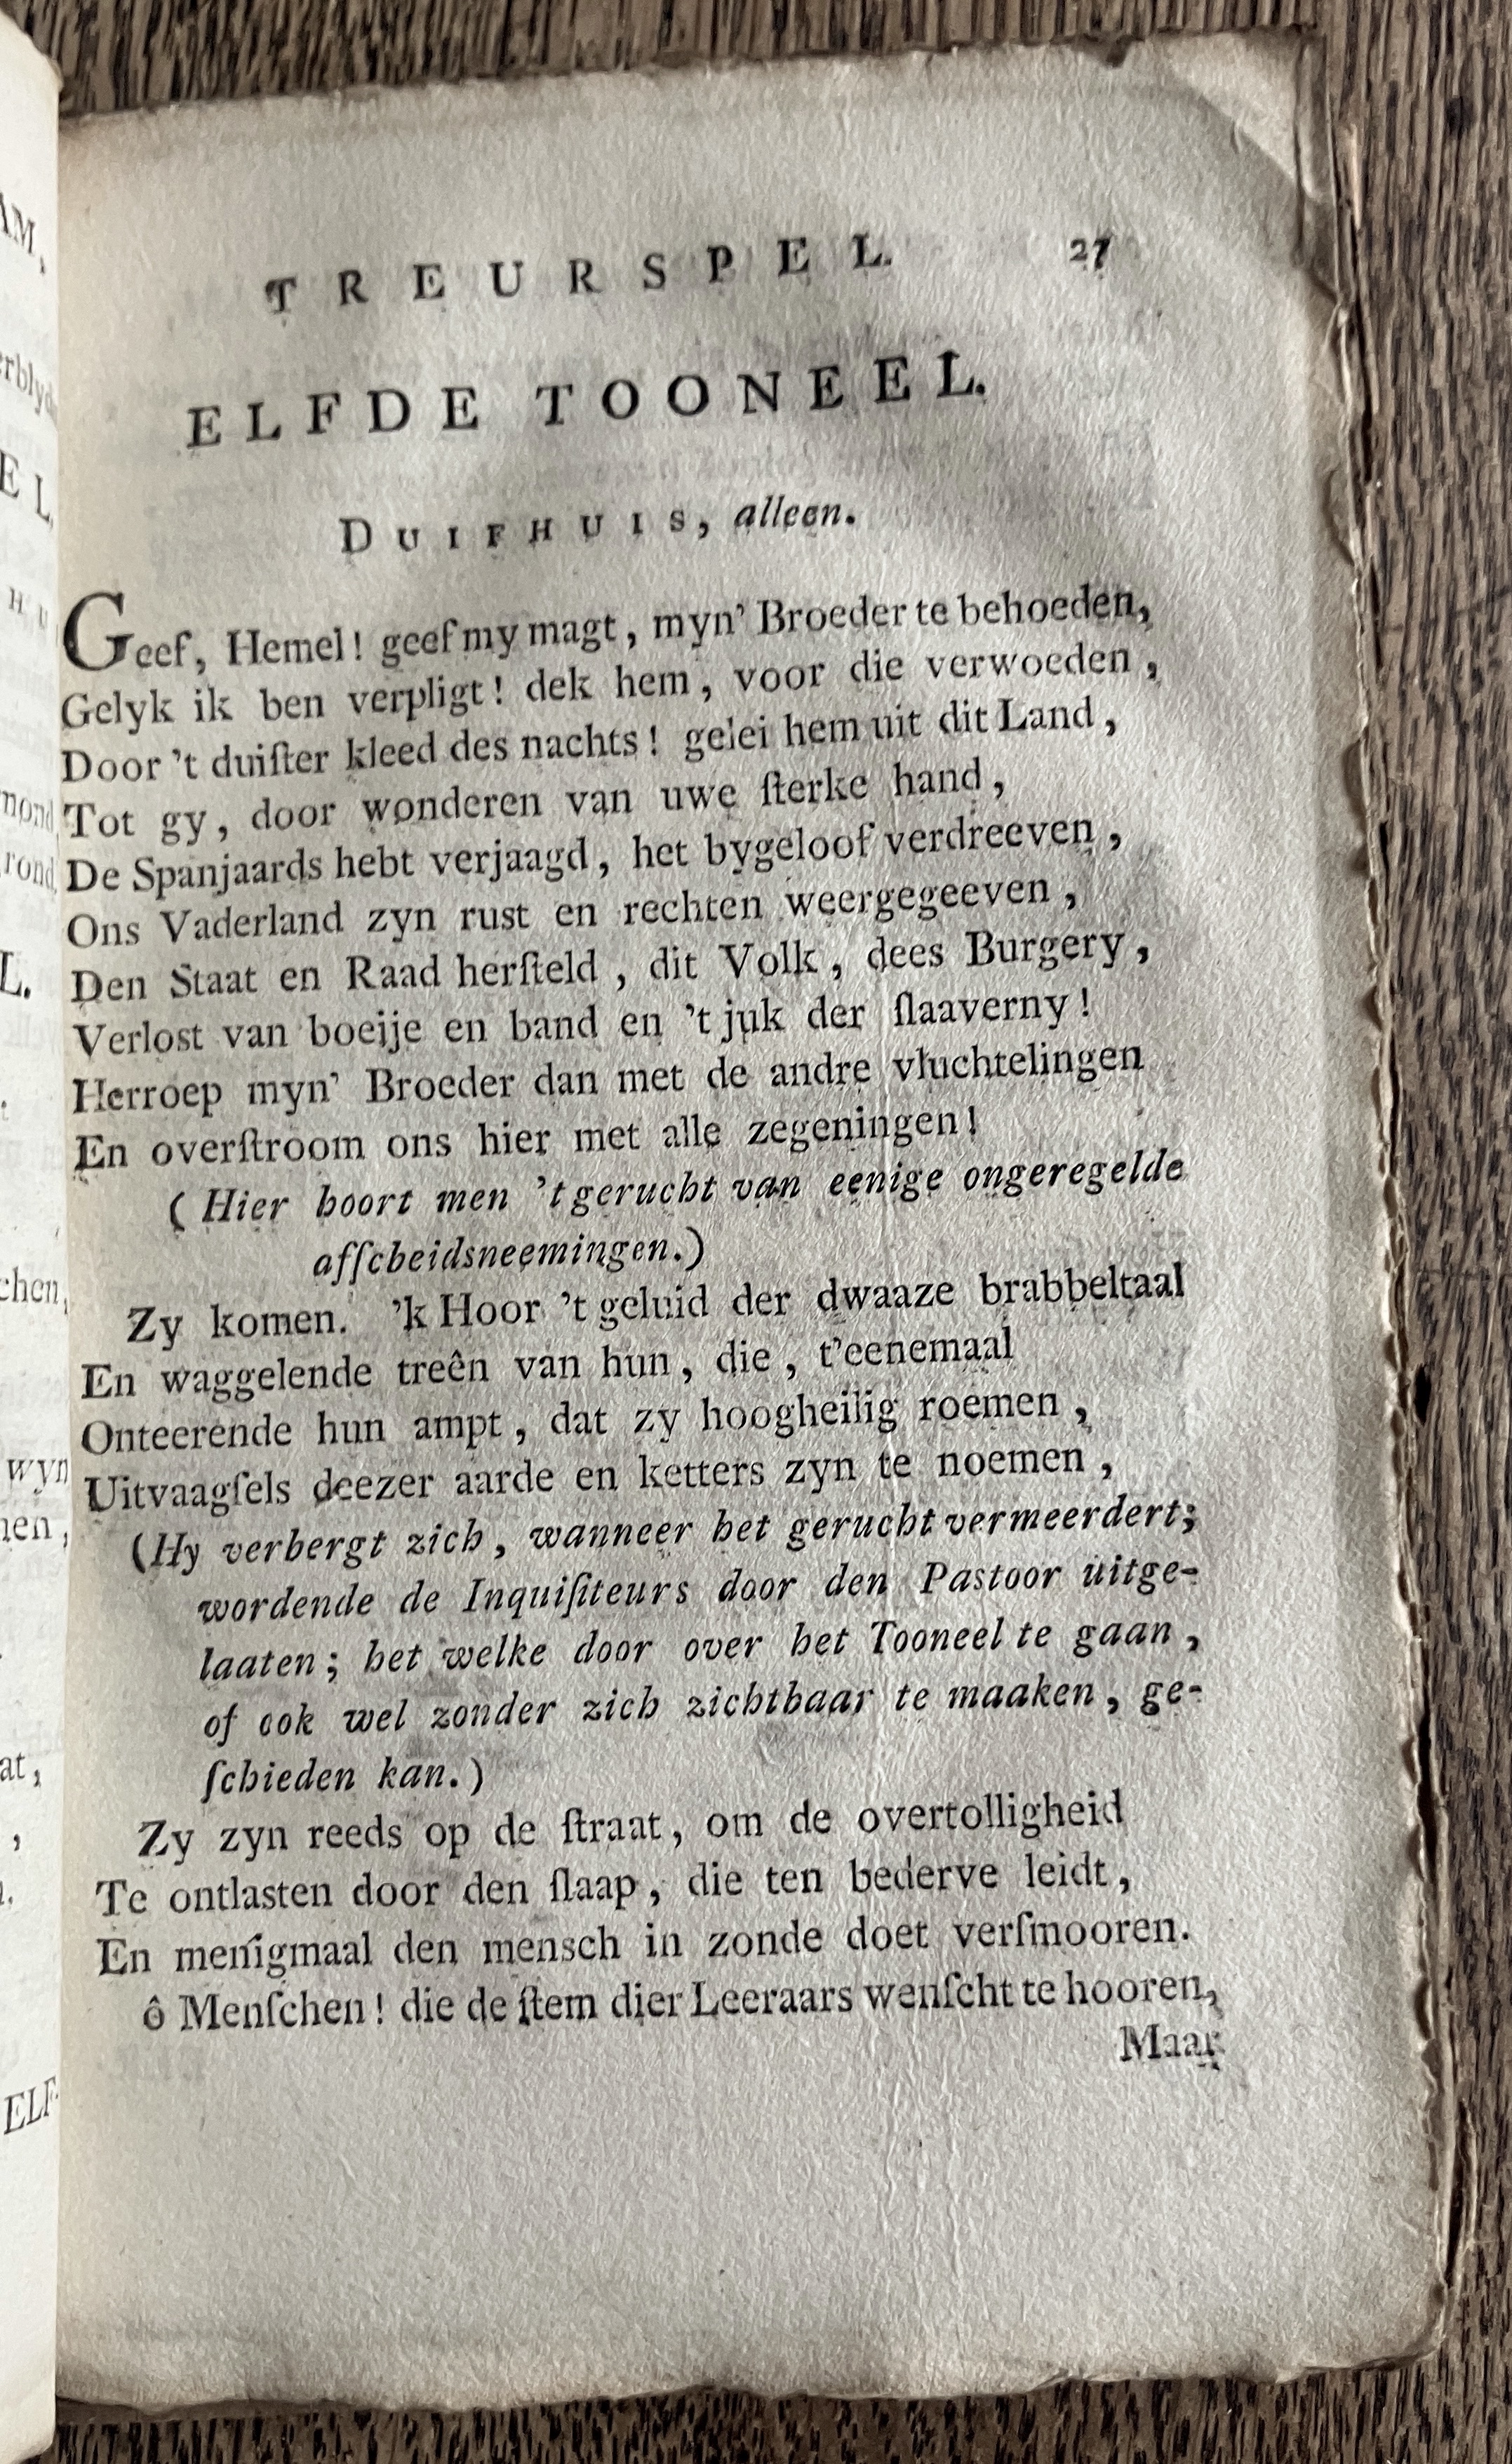 TREURSPEL. 27
ELFDE TOONEEL.
DUIFHUIS, alleen.
Geef, Hemel! geef my magt, myn’ Broeder te behoeden,
Gelyk ik ben verpligt! dek hem, voor die verwoeden,
Door ’t duiſter kleed des nachts! gelei hem uit dit Land,
Tot gy, door wonderen van uwe ſterke hand,
De Spanjaards hebt verjaagd, het bygeloof verdreeven,
Ons Vaderland zyn rust en rechten weergegeeven,
Den Staat en Raad herſteld, dit Volk, dees Burgery,
Verlost van boeije en band en ’t juk der ſlaaverny!
Herroep myn’ Broeder dan met de andre vluchtelingen
En overſtroom ons hier met alle zegeningen!
(Hier hoort men ’t gerucht van eenige ongeregelde
afſcheidsneemingen.)
Zy komen. ’k Hoor ’t geluid der dwaaze brabbeltaal
En waggelende treên van hun, die, t’eenemaal
Onteerende hun ampt, dat zy hoogheilig roemen,
Uitvaagſels deezer aarde en ketters zyn te noemen,
(Hy verbergt zich, wanneer het gerucht vermeerdert;
wordende de Inquiſiteurs door den Pastoor uitge-
laaten; het welke door over het Tooneel te gaan,
of ook wel zonder zich zichtbaar te maaken, ge-
ſchieden kan.)
Zy zyn reeds op de ſtraat, om de overtolligheid
Te ontlasten door den ſlaap, die ten bederve leidt,
En menigmaal den mensch in zonde doet verſmooren.
ô Menſchen! die de ſtem dier Leeraars wenſcht te hooren,
Maar